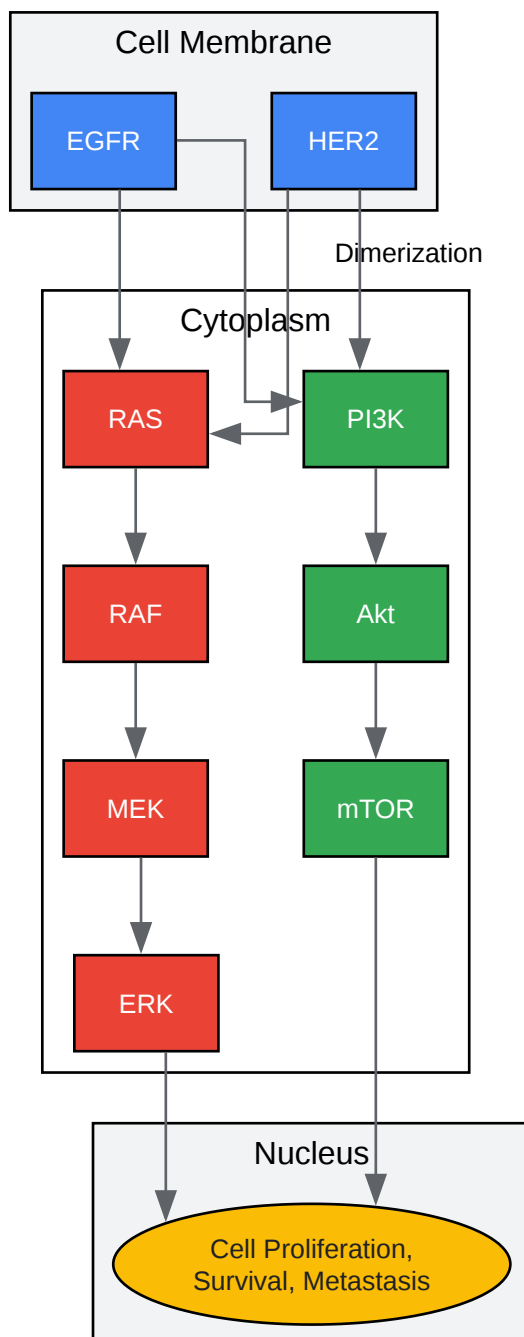 Cell Membrane
EGFR
HER2
Dimerization
Cytoplasm
RAS
PI3K
RAF
Akt
MEK
mTOR
ERK
Nucleus
Cell Proliferation,
Survival, Metastasis